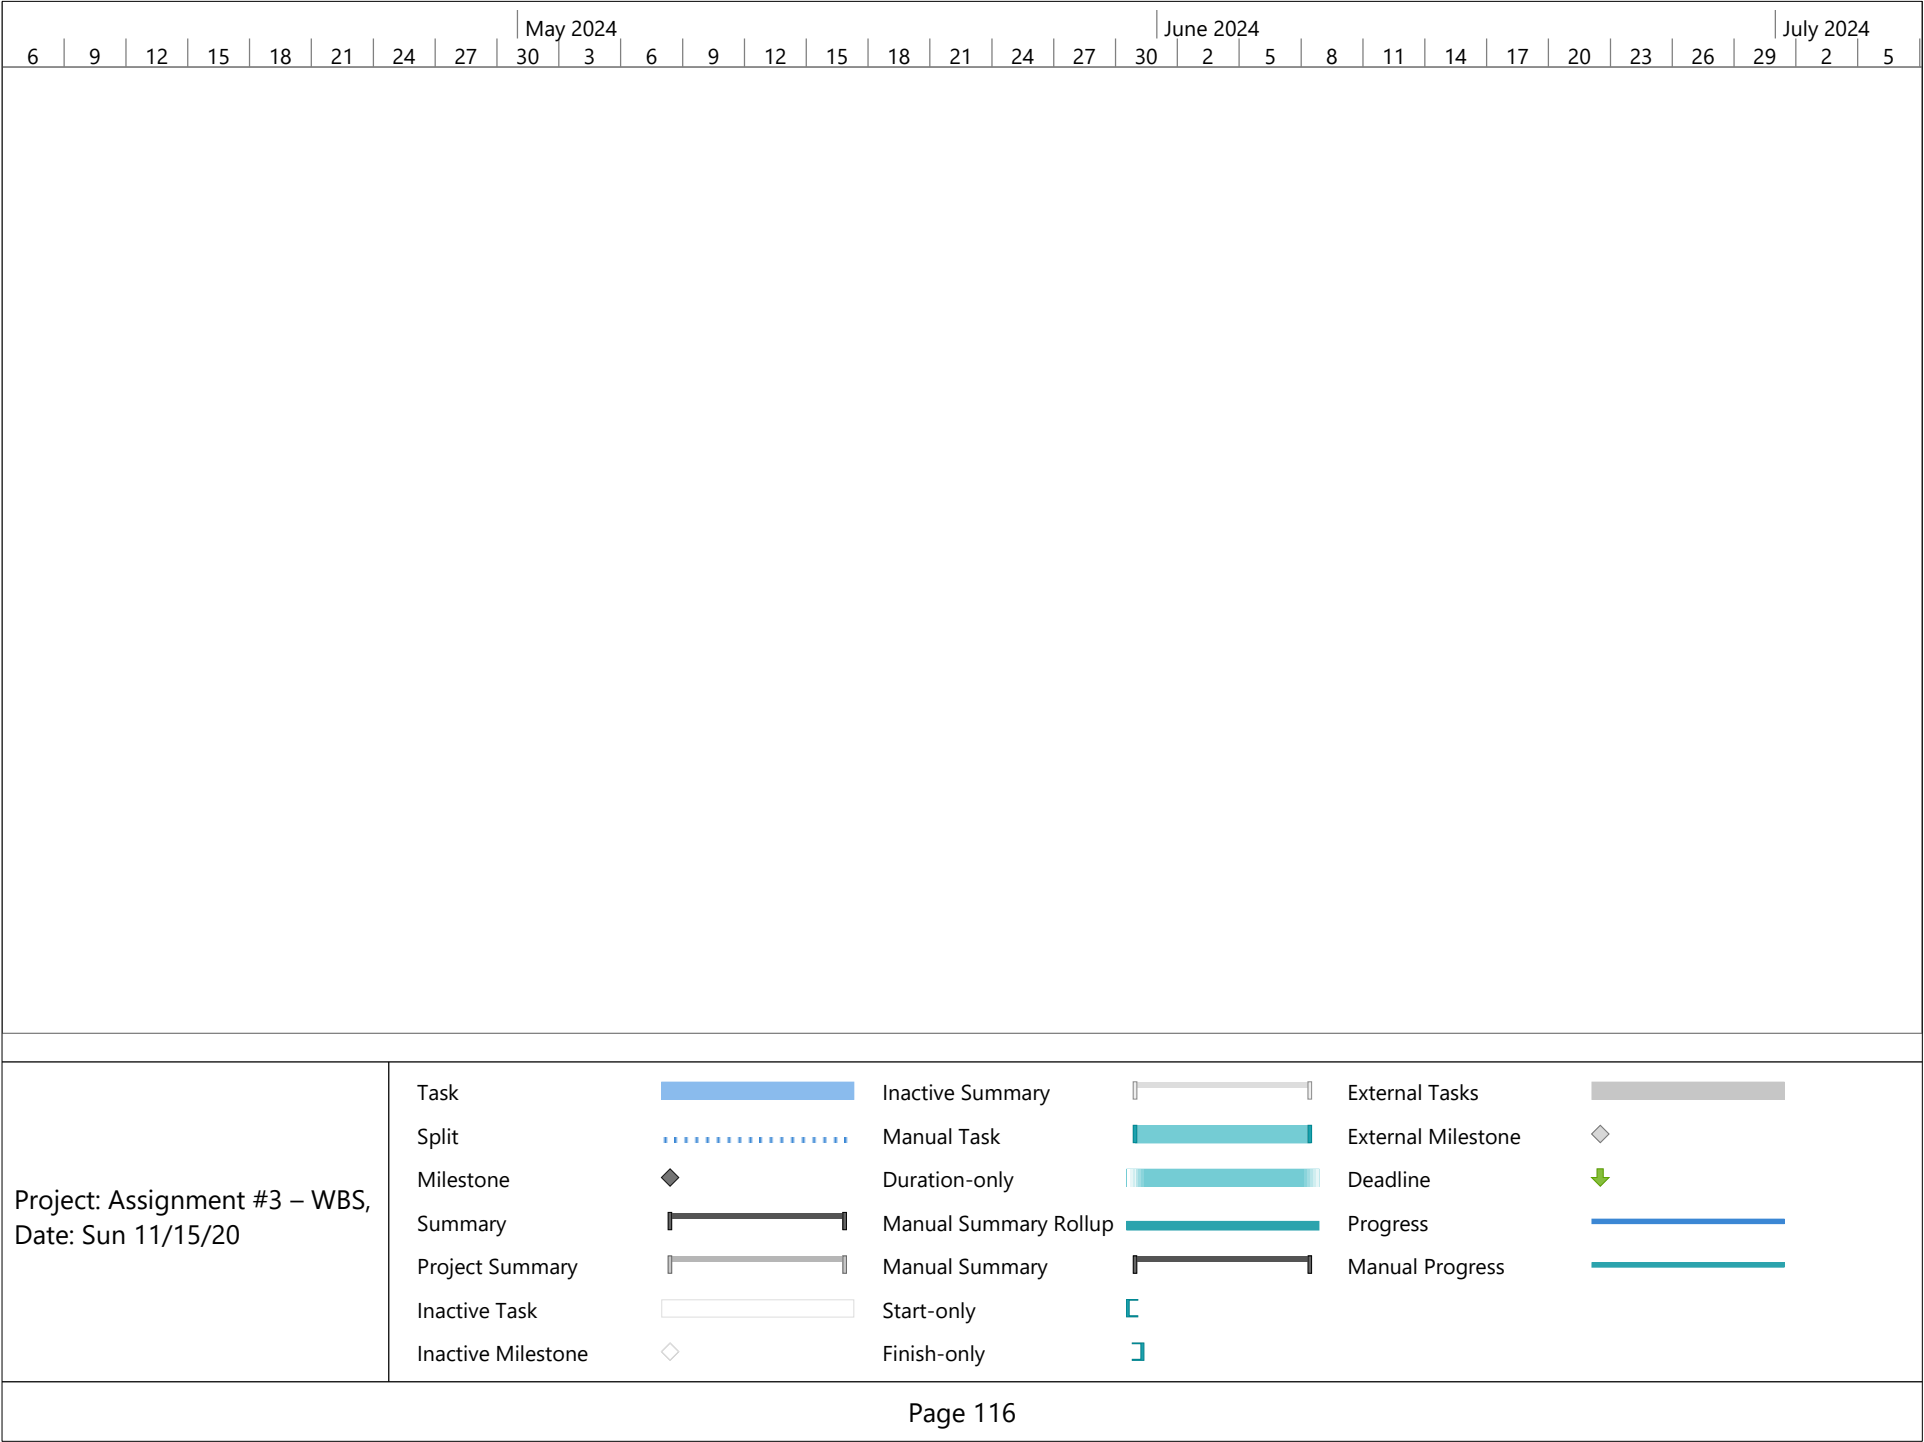 May 2024 June 2024 July 2024
6 9 12 15 18 21 24 27 30 3 6 9 12 15 18 21 24 27 30 2 5 8 11 14 17 20 23 26 29 2 5
Project: Assignment #3 – WBS,
Date: Sun 11/15/20
Task
Split
Milestone
Summary
Project Summary
Inactive Task
Inactive Milestone
Inactive Summary
Manual Task
Duration-only
Manual Summary Rollup
Manual Summary
Start-only
Finish-only
External Tasks
External Milestone
Deadline
Progress
Manual Progress
Page 116